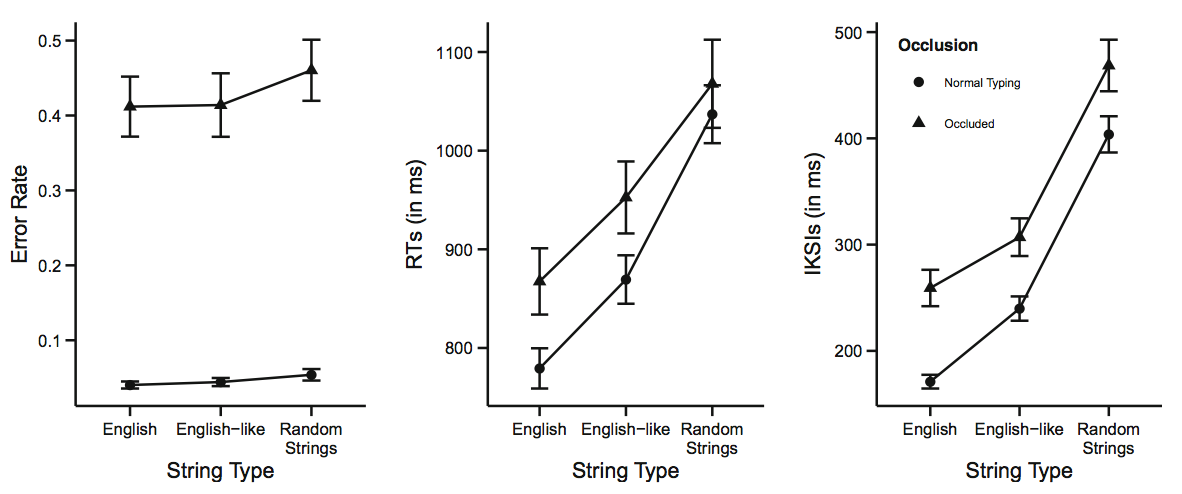 0.5
0.4
0.3
0.2
0.1
Error Rate
English
English−like
Random
Strings
String Type
1100
1000
900
800
RTs (in ms)
English
English−like
Random
Strings
String Type
500
400
300
200
IKSIs (in ms)
Occlusion
Normal Typing
Occluded
English
English−like
Random
Strings
String Type